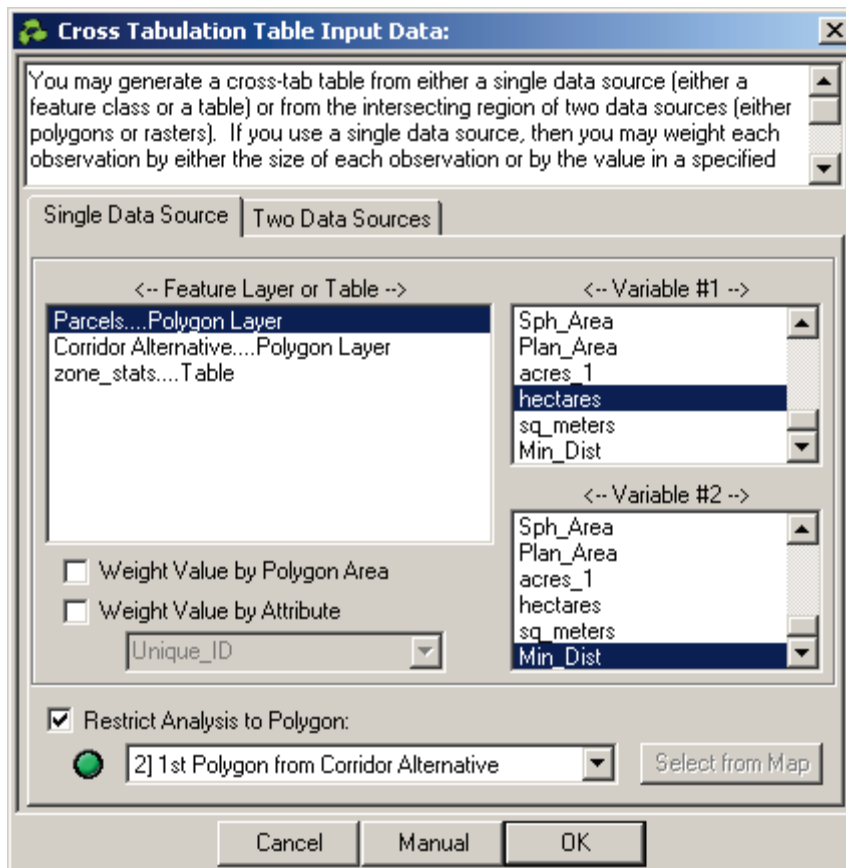 Cross Tabulation Table Input Data:
You may generate a cross-tab table from either a single data source (either a
feature class or a table) or from the intersecting region of two data sources (either
polygons or rasters).  If you use a single data source, then you may weight each
observation by either the size of each observation or by the value in a specified
Single Data Source
Two Data Sources
<-- Feature Layer or Table -->
Parcels....Polygon Layer
Corridor Alternative....Polygon Layer
zone_stats....Table
<-- Variable #1 -->
Sph_Area
Plan_Area
acres_1
hectares
sq_meters
Min_Dist
<-- Variable #2 -->
Sph_Area
Plan_Area
acres_1
hectares
sq_meters
Min_Dist
Weight Value by Polygon Area
Weight Value by Attribute
Unique_ID
Restrict Analysis to Polygon:
2] 1st Polygon from Corridor Alternative
Select from Map
Cancel
Manual
OK